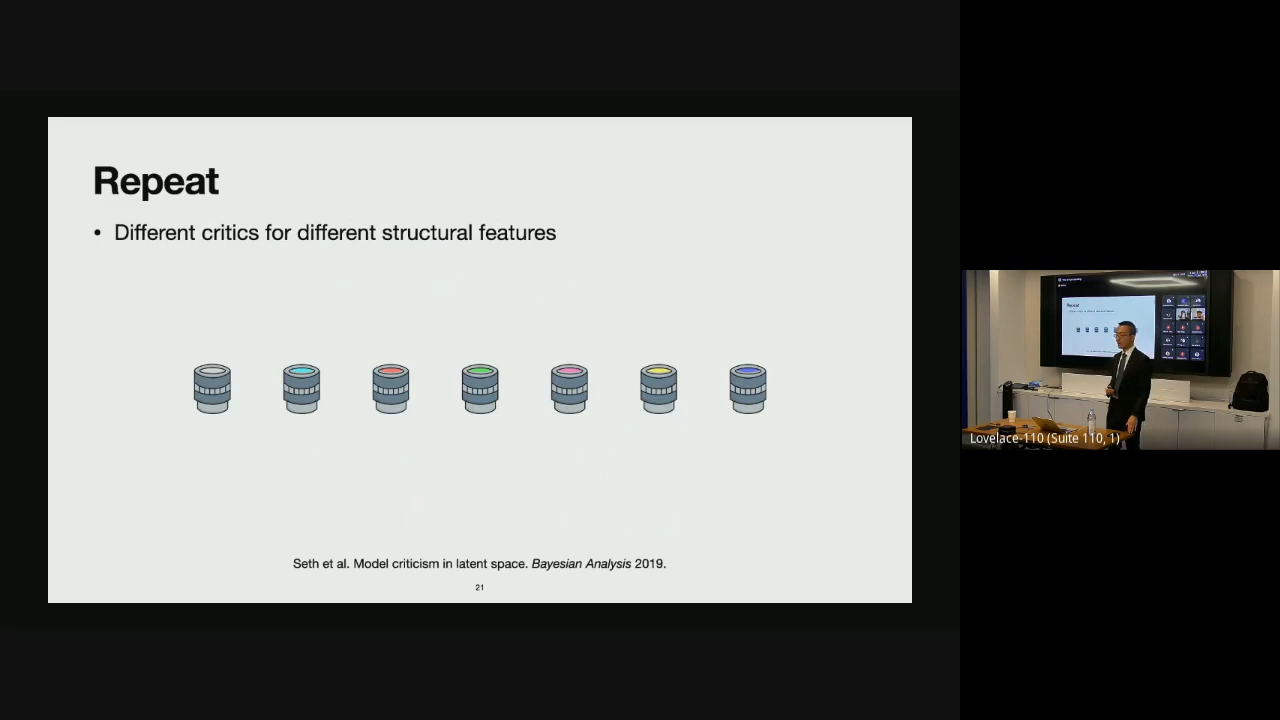 Repeat
• Different critics for different structural features
Seth et al. Model criticism in latent space. Bayesian Analysis 2019.
21
Repeat
Lovelace-110 (Suite 110, 1)